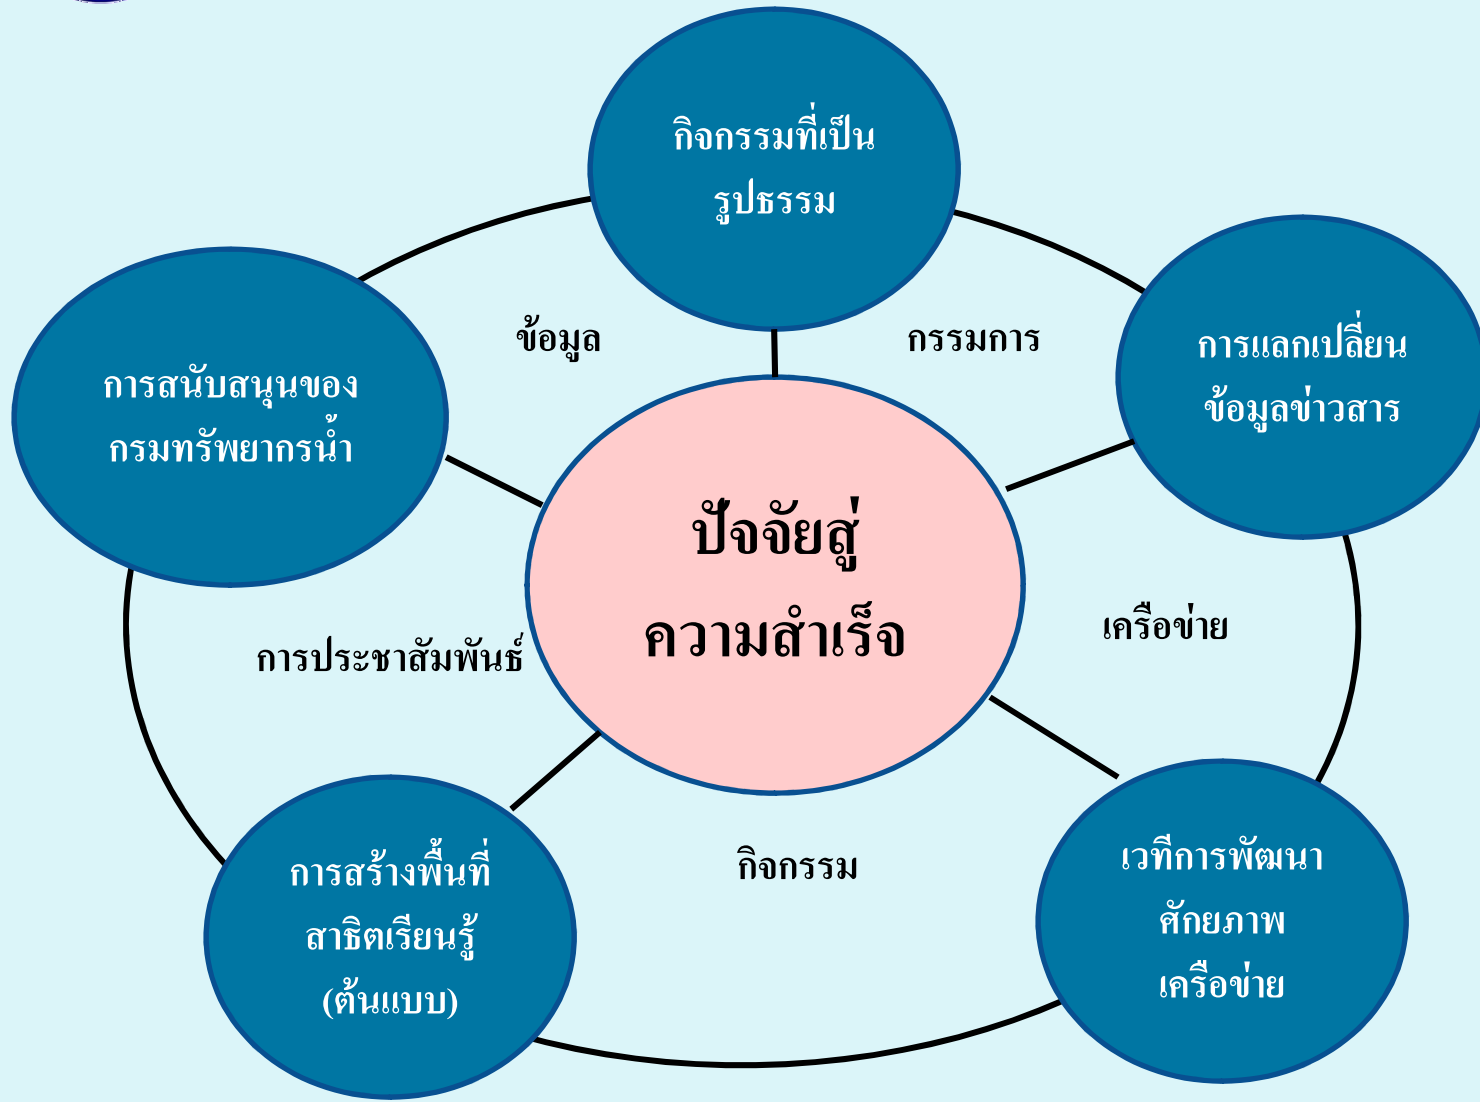 กิจกรรมที่เป็น
รูปธรรม
ข้อมูล
กรรมการ
การแลกเปลี่ยน
ข้อมูลข่าวสาร
การสนับสนุนของ
กรมทรัพยากรน้ำ
ปัจจัยสู่
ความสำเร็จ
เครือข่าย
การประชาสัมพันธ์
กิจกรรม
การสร้างพื้นที่
สาธิตเรียนรู้
(ต้นแบบ)
เวทีการพัฒนา
ศักยภาพ
เครือข่าย